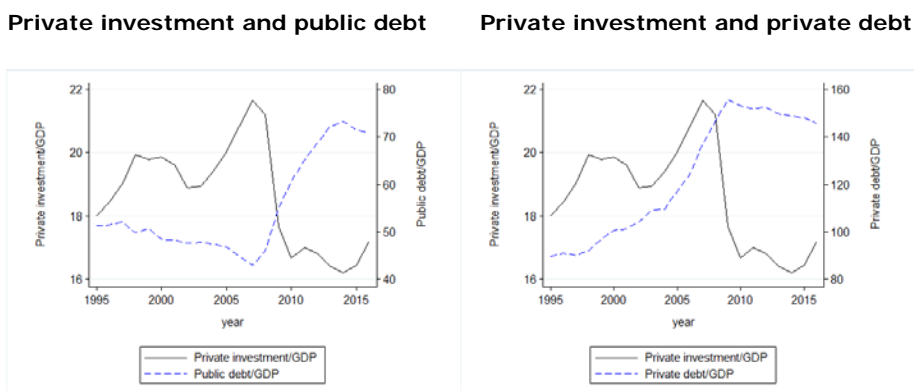 Private investment and public debt
Private investment and private debt
22
20
18
16
Private investment/GDP
80
70
60
50
40
Public debt/GDP
1995
2000
2005
2010
2015
year
Private investment/GDP
Public debt/GDP
22
20
18
16
Private investment/GDP
160
140
120
100
80
Private debt/GDP
1995
2000
2005
2010
2015
year
Private investment/GDP
Private debt/GDP